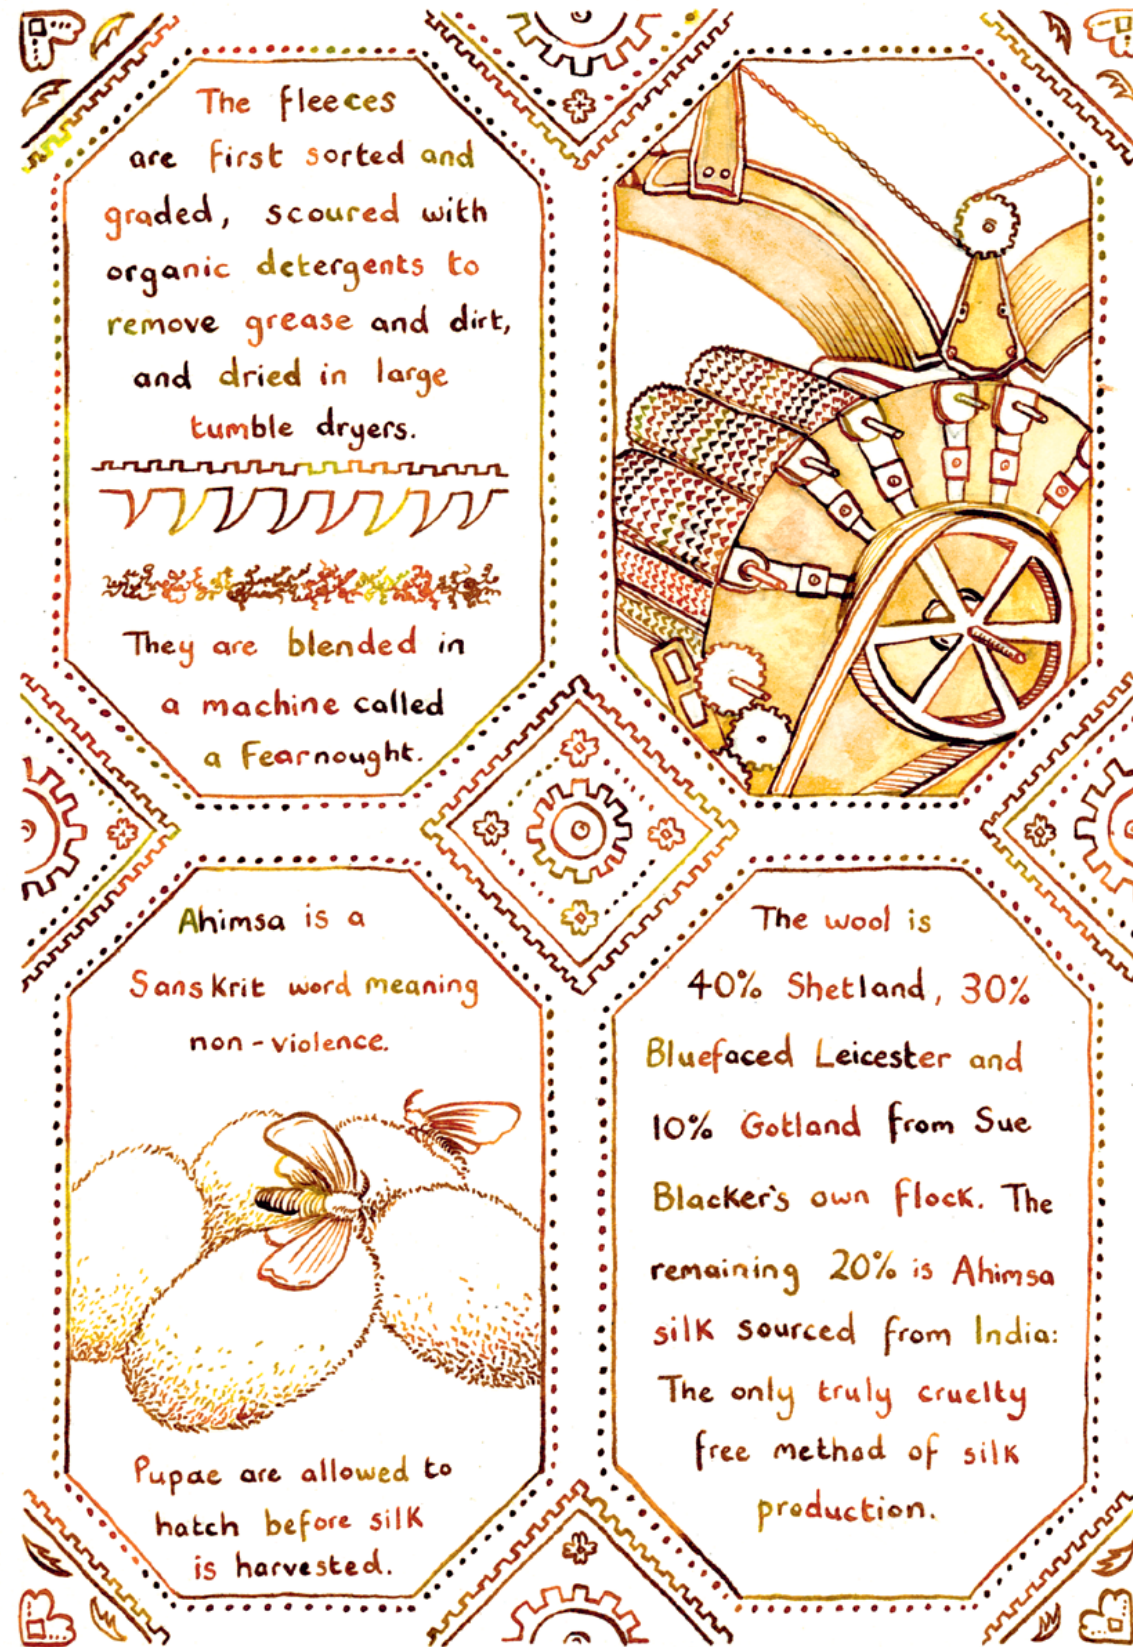 The fleeces
are first sorted and
graded, scoured with
organic detergents to
remove grease and dirt,
and dried in large
tumble dryers.
They are blended in
a machine called
a Fearnought.
Ahimsa is a
Sanskrit word meaning
non-violence.
Pupae are allowed to
hatch before silk
is harvested.
The wool is
40% Shetland, 30%
Bluefaced Leicester and
10% Gotland from Sue
Blacker's own flock. The
remaining 20% is Ahimsa
silk sourced from India:
The only truly cruelty
free method of silk
production.